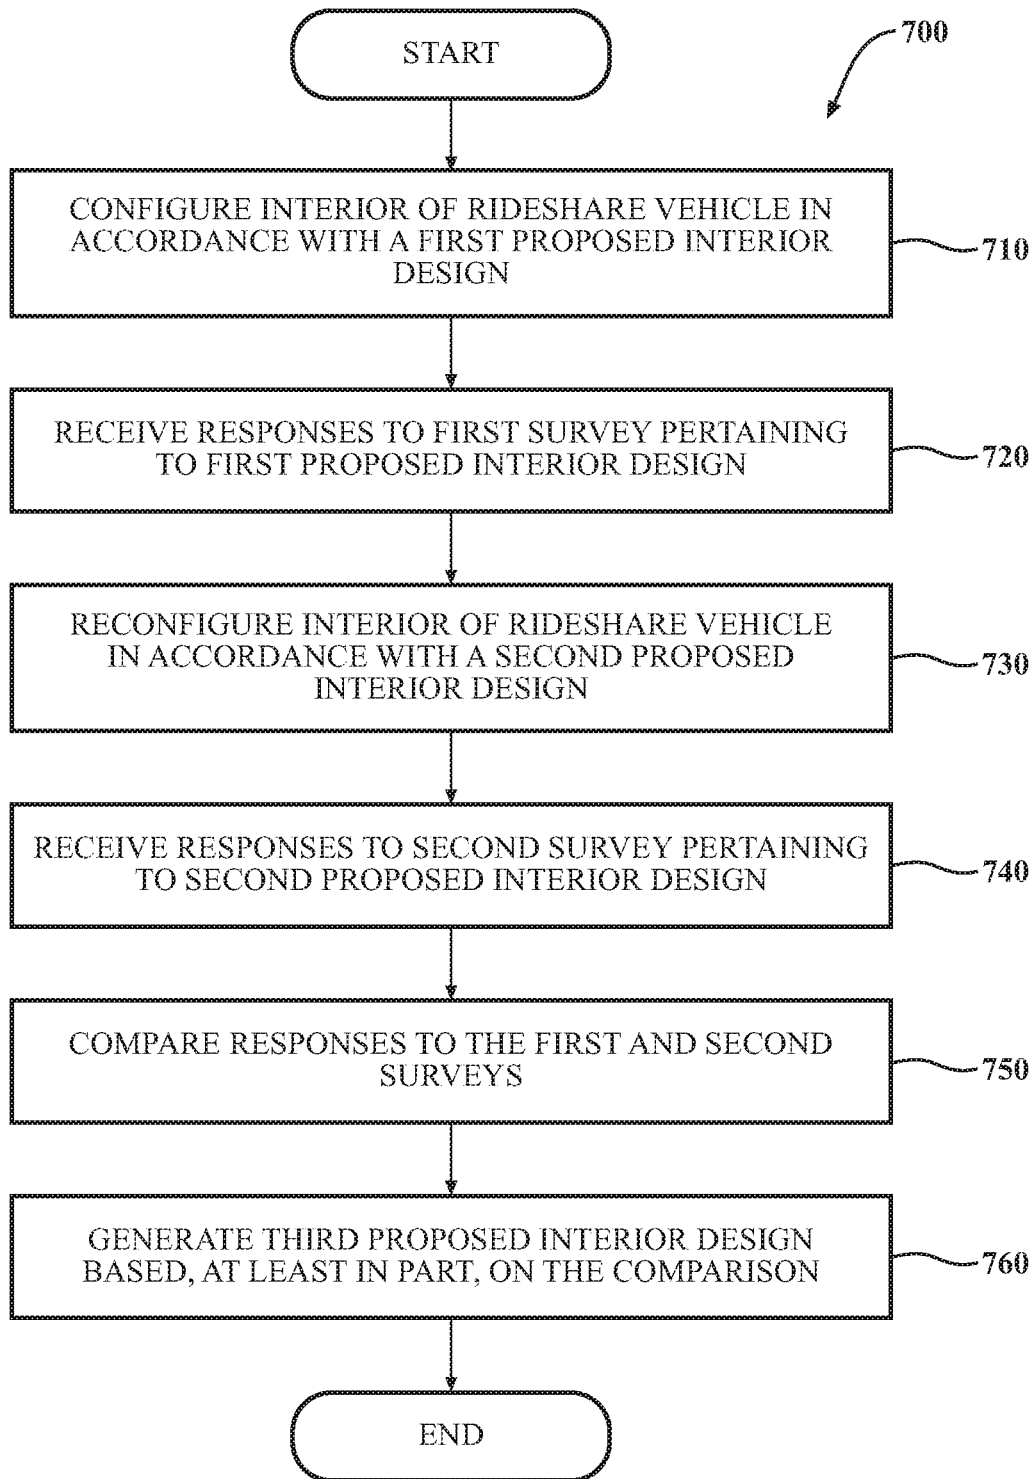 START
700
CONFIGURE INTERIOR OF RIDESHARE VEHICLE IN
ACCORDANCE WITH A FIRST PROPOSED INTERIOR
DESIGN
710
RECEIVE RESPONSES TO FIRST SURVEY PERTAINING
TO FIRST PROPOSED INTERIOR DESIGN
720
RECONFIGURE INTERIOR OF RIDESHARE VEHICLE
IN ACCORDANCE WITH A SECOND PROPOSED
INTERIOR DESIGN
730
RECEIVE RESPONSES TO SECOND SURVEY PERTAINING
TO SECOND PROPOSED INTERIOR DESIGN
740
COMPARE RESPONSES TO THE FIRST AND SECOND
SURVEYS
750
GENERATE THIRD PROPOSED INTERIOR DESIGN
BASED, AT LEAST IN PART, ON THE COMPARISON
760
END